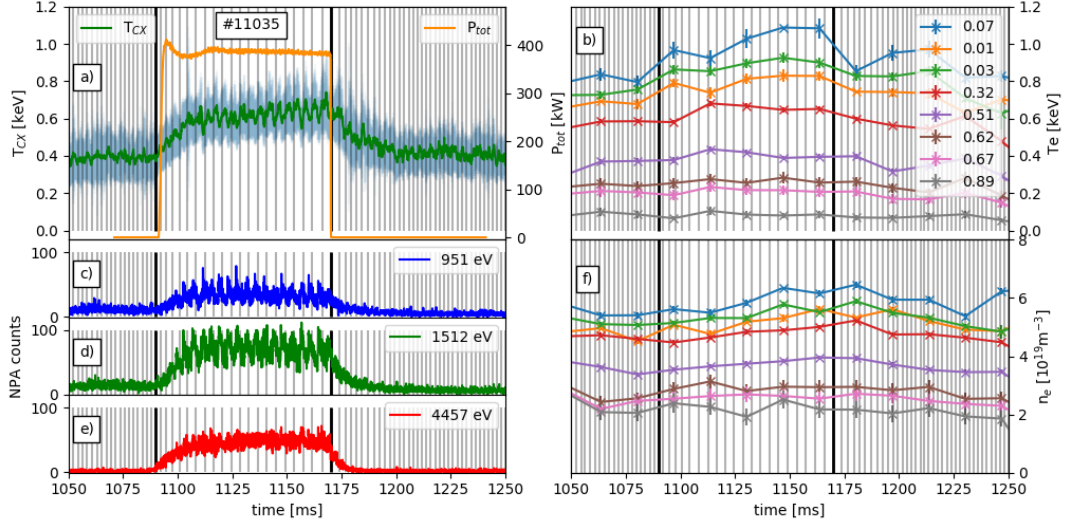 #11035
T_CX
P_tot
a)
1.2
1.0
0.8
0.6
0.4
0.2
0.0
T_CX [keV]
400
300
200
100
0
P_tot [kW]
c)
951 eV
100
0
d)
1512 eV
100
0
e)
4457 eV
100
0
NPA counts
1050 1075 1100 1125 1150 1175 1200 1225 1250
time [ms]
b)
0.07
0.01
0.03
0.32
0.51
0.62
0.67
0.89
1.2
1.0
0.8
0.6
0.4
0.2
0.0
Te [keV]
f)
8
6
4
2
0
n_e [10^19 m^-3]
1050 1075 1100 1125 1150 1175 1200 1225 1250
time [ms]